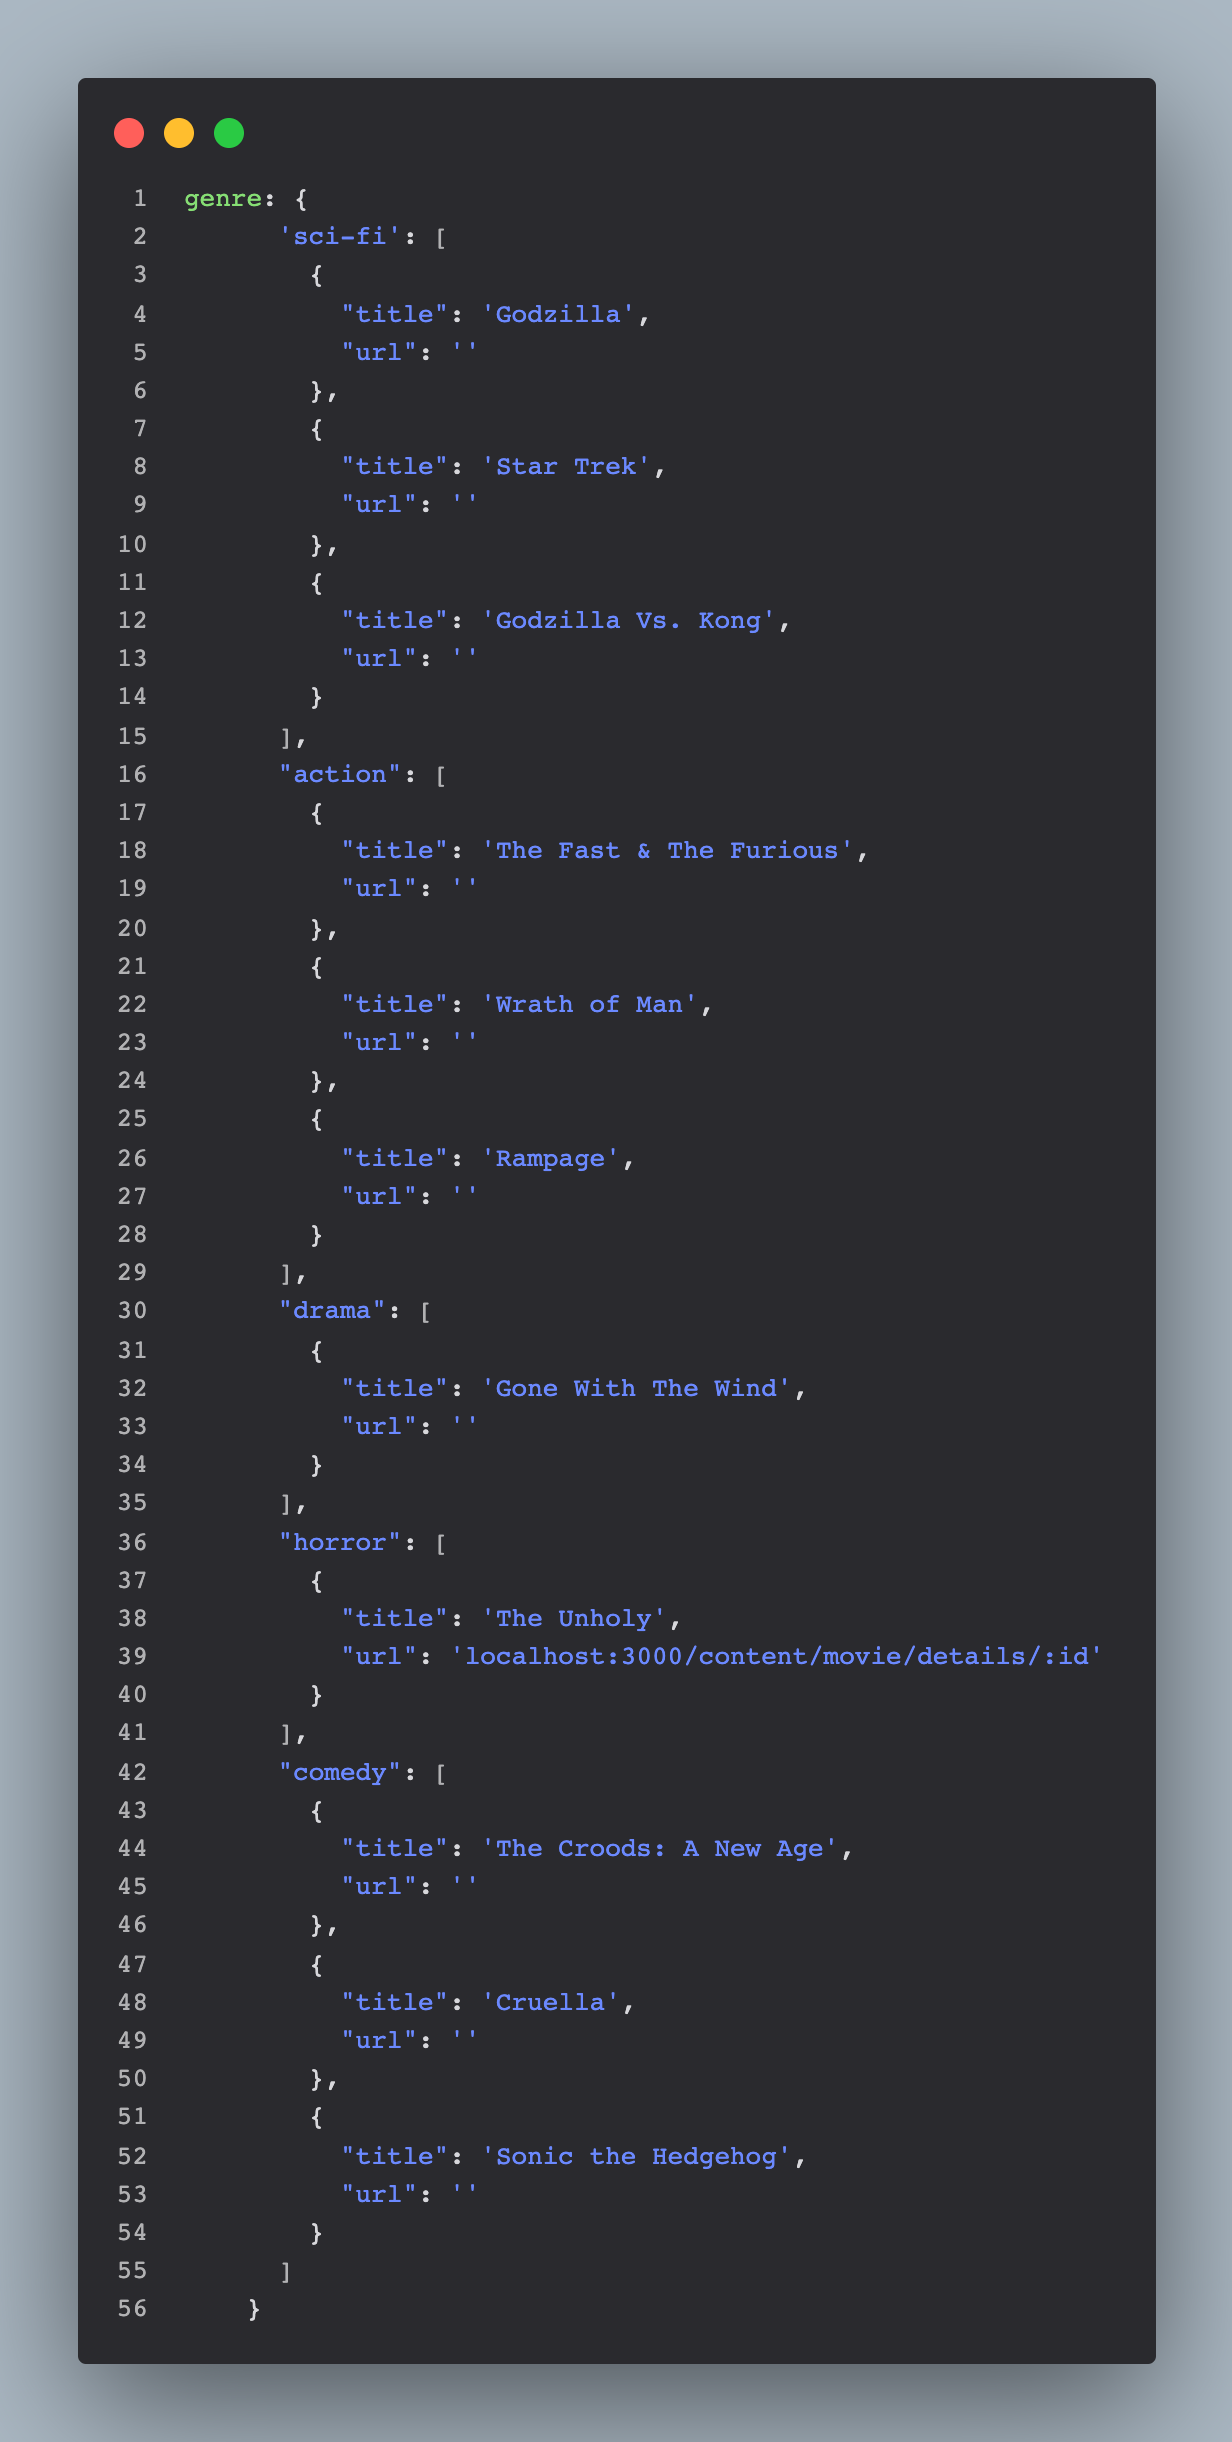 1 genre: {
2 'sci-fi': [
3 {
4 "title": 'Godzilla',
5 "url": ''
6 },
7 {
8 "title": 'Star Trek',
9 "url": ''
10 },
11 {
12 "title": 'Godzilla Vs. Kong',
13 "url": ''
14 }
15 ],
16 "action": [
17 {
18 "title": 'The Fast & The Furious',
19 "url": ''
20 },
21 {
22 "title": 'Wrath of Man',
23 "url": ''
24 },
25 {
26 "title": 'Rampage',
27 "url": ''
28 }
29 ],
30 "drama": [
31 {
32 "title": 'Gone With The Wind',
33 "url": ''
34 }
35 ],
36 "horror": [
37 {
38 "title": 'The Unholy',
39 "url": 'localhost:3000/content/movie/details/:id'
40 }
41 ],
42 "comedy": [
43 {
44 "title": 'The Croods: A New Age',
45 "url": ''
46 },
47 {
48 "title": 'Cruella',
49 "url": ''
50 },
51 {
52 "title": 'Sonic the Hedgehog',
53 "url": ''
54 }
55 ]
56 }